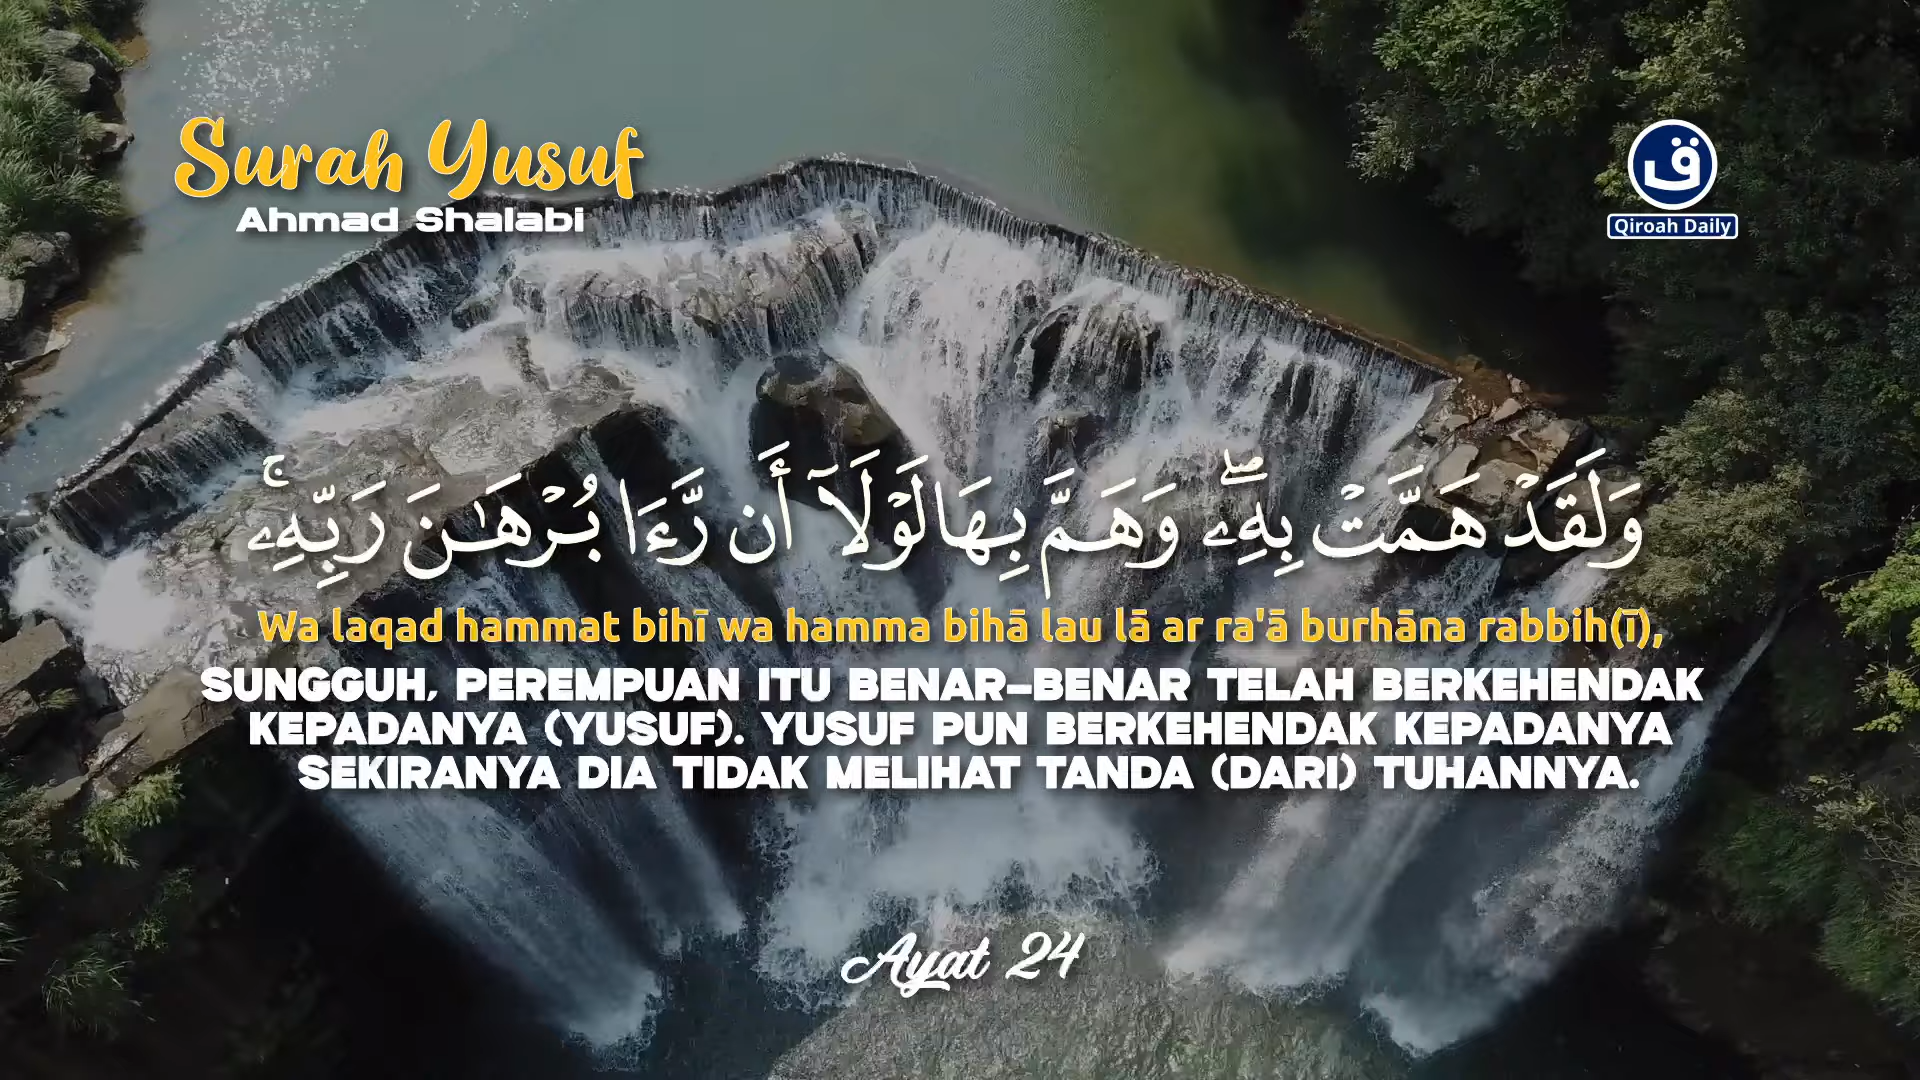 Surah Yusuf
Ahmad Shalabi
ق
Qiroah Daily
وَلَقَدْ هَمَّتْ بِهِۦۖ وَهَمَّ بِهَا لَوْلَآ أَن رَّءَا بُرْهَـٰنَ رَبِّهِۦۚ
Wa laqad hammat bihī wa hamma bihā lau lā ar ra'ā burhāna rabbih(ī),
SUNGGUH, PEREMPUAN ITU BENAR-BENAR TELAH BERKEHENDAK
KEPADANYA (YUSUF). YUSUF PUN BERKEHENDAK KEPADANYA
SEKIRANYA DIA TIDAK MELIHAT TANDA (DARI) TUHANNYA.
Ayat 24